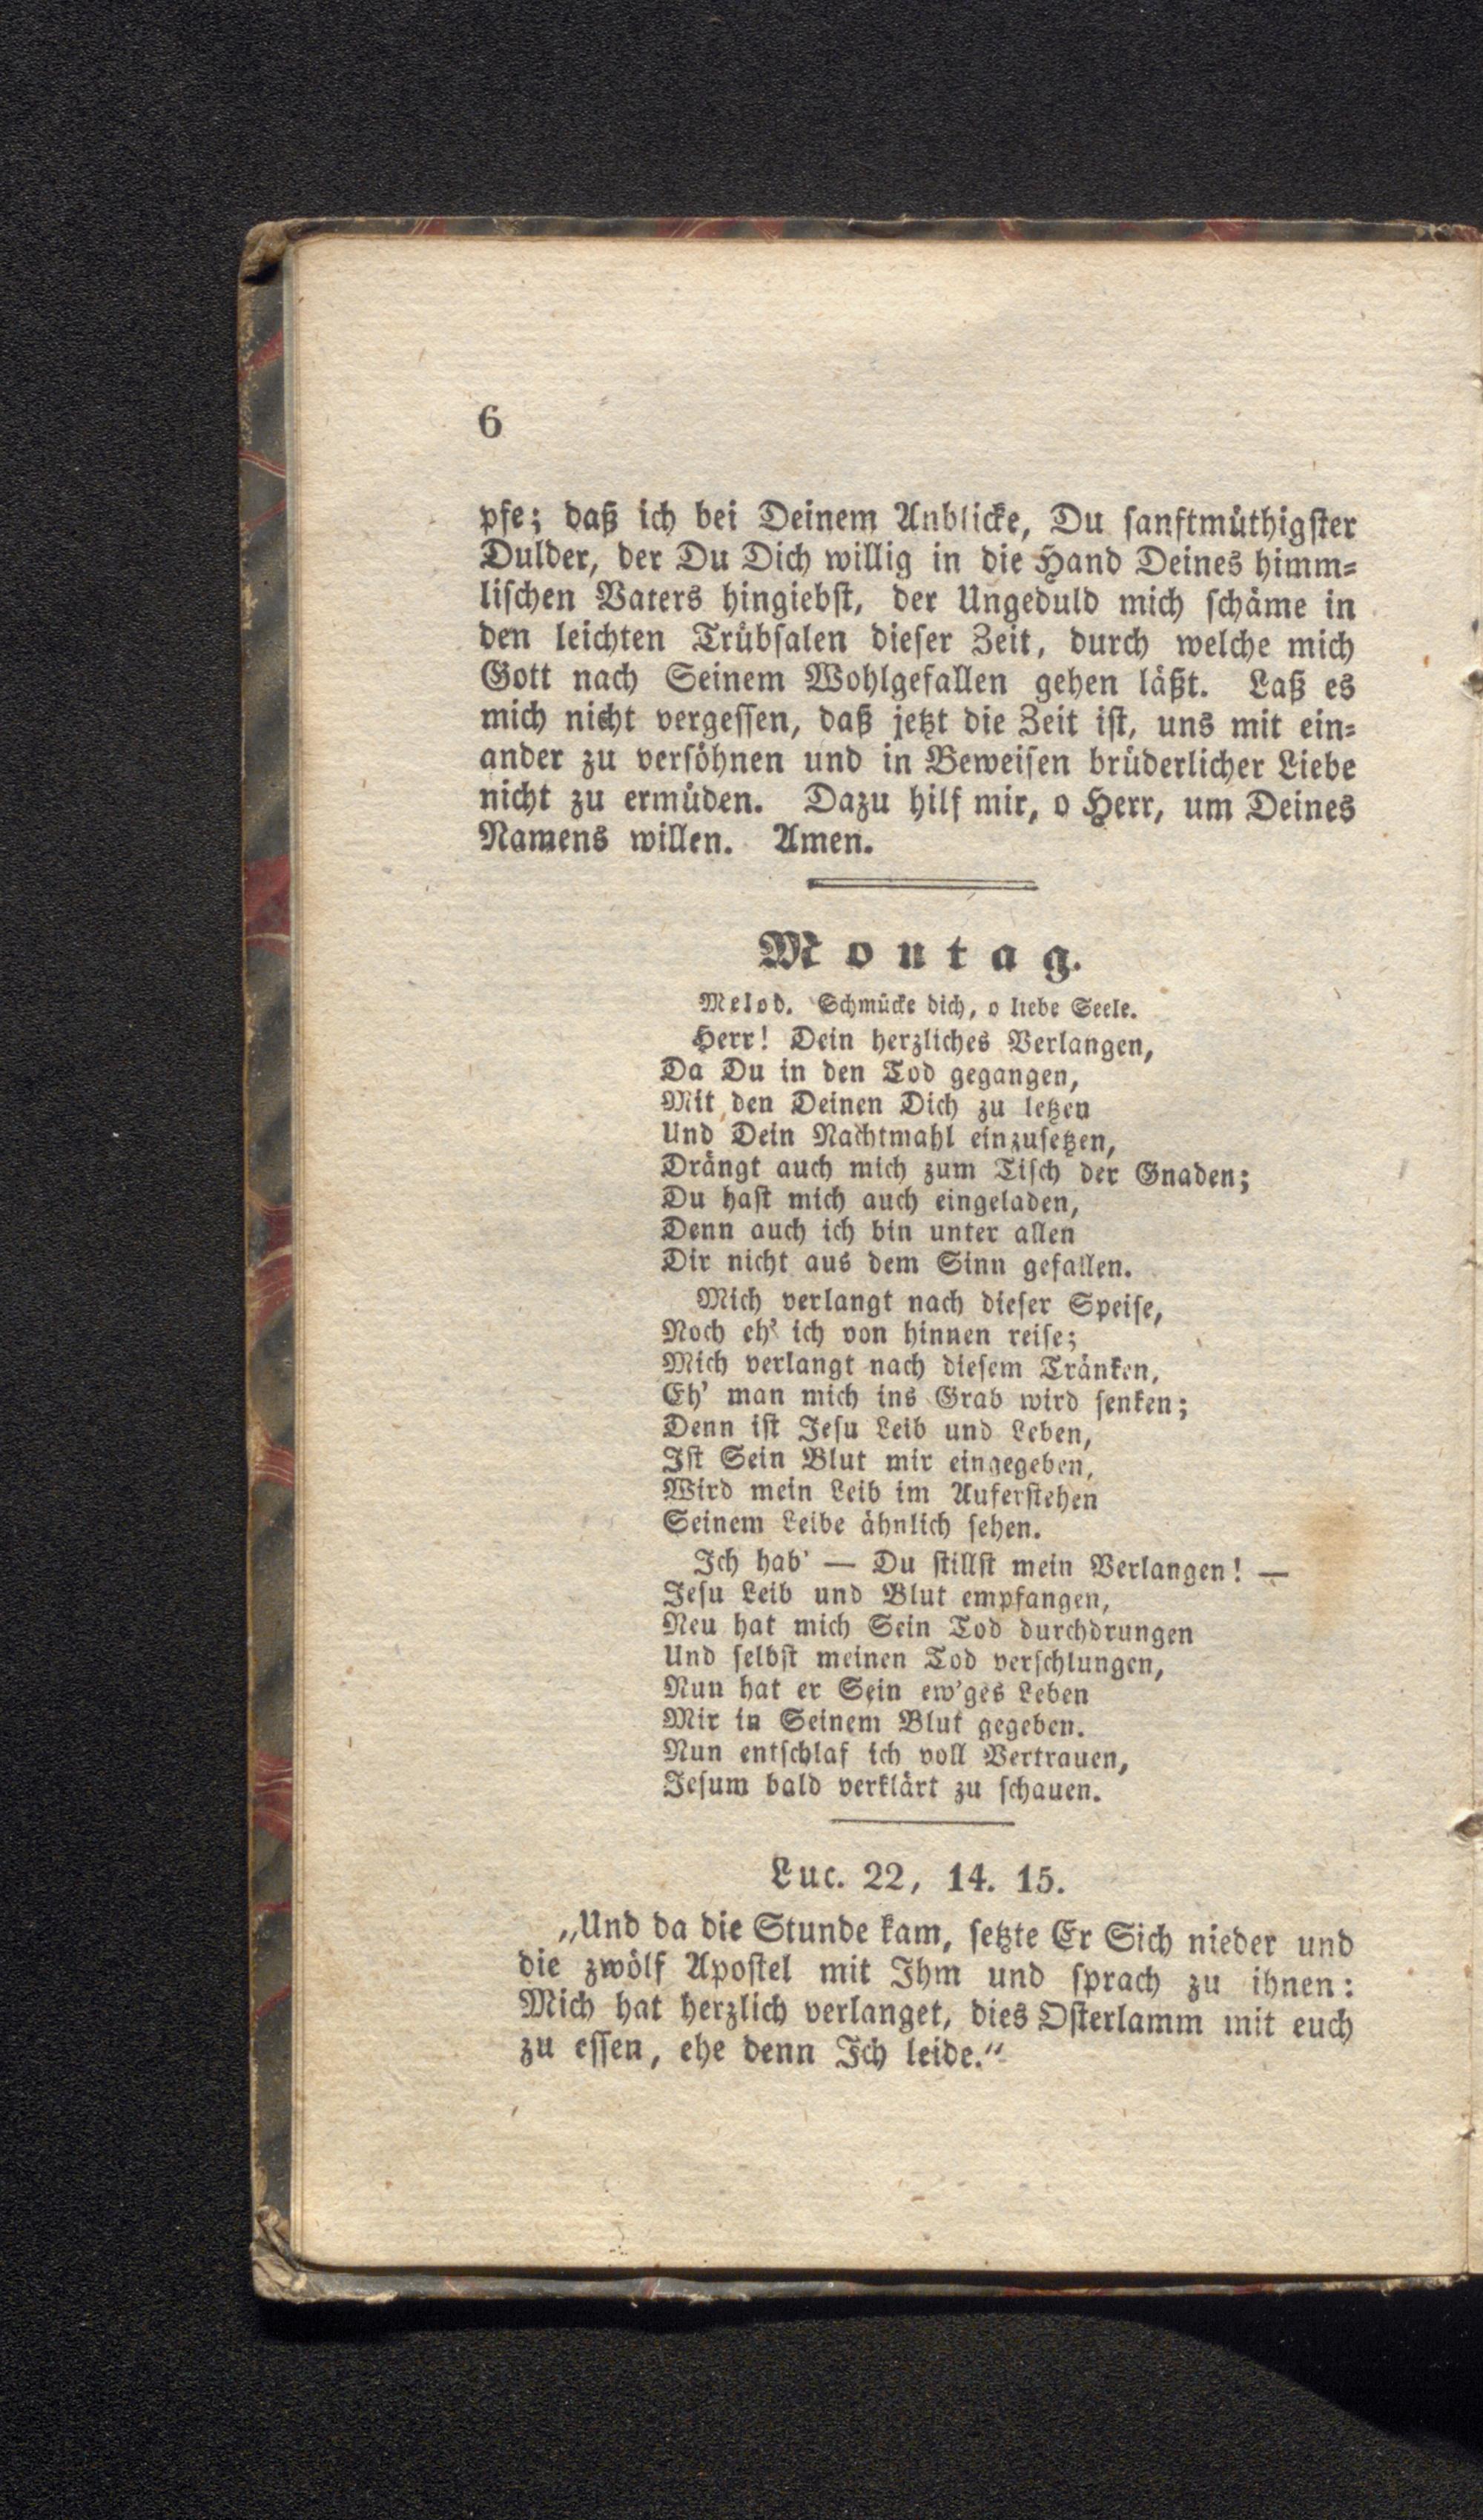 6
pfe; daß ich bei Deinem Anblicke, Du sanftmüthigster
Dulder, der Du Dich willig in die Hand Deines himm=
lischen Vaters hingiebst, der Ungeduld mich schäme in
den leichten Trübsalen dieser Zeit, durch welche mich
Gott nach Seinem Wohlgefallen gehen läßt. Laß es
mich nicht vergessen, daß jetzt die Zeit ist, uns mit ein=
ander zu versöhnen und in Beweisen brüderlicher Liebe
nicht zu ermüden. Dazu hilf mir, o Herr, um Deines
Namens willen. Amen.
Montag.
Melod. Schmücke dich, o liebe Seele.
Herr! Dein herzliches Verlangen,
Da Du in den Tod gegangen,
Mit den Deinen Dich zu letzen
Und Dein Nachtmahl einzusetzen,
Drängt auch mich zum Tisch der Gnaden;
Du hast mich auch eingeladen,
Denn auch ich bin unter allen
Dir nicht aus dem Sinn gefallen.
Mich verlangt nach dieser Speise,
Noch eh' ich von hinnen reise;
Mich verlangt nach diesem Tränken,
Eh' man mich ins Grab wird senken;
Denn ist Jesu Leib und Leben,
Ist Sein Blut mir eingegeben,
Wird mein Leib im Auferstehen
Seinem Leibe ähnlich sehen.
Ich hab' — Du stillst mein Verlangen! —
Jesu Leib und Blut empfangen,
Neu hat mich Sein Tod durchdrungen
Und selbst meinen Tod verschlungen,
Nun hat er Sein ew'ges Leben
Mir in Seinem Blut gegeben.
Nun entschlaf ich voll Vertrauen,
Jesum bald verklärt zu schauen.
Luc. 22, 14. 15.
„Und da die Stunde kam, setzte Er Sich nieder und
die zwölf Apostel mit Ihm und sprach zu ihnen:
Mich hat herzlich verlanget, dies Osterlamm mit euch
zu essen, ehe denn Ich leide.“